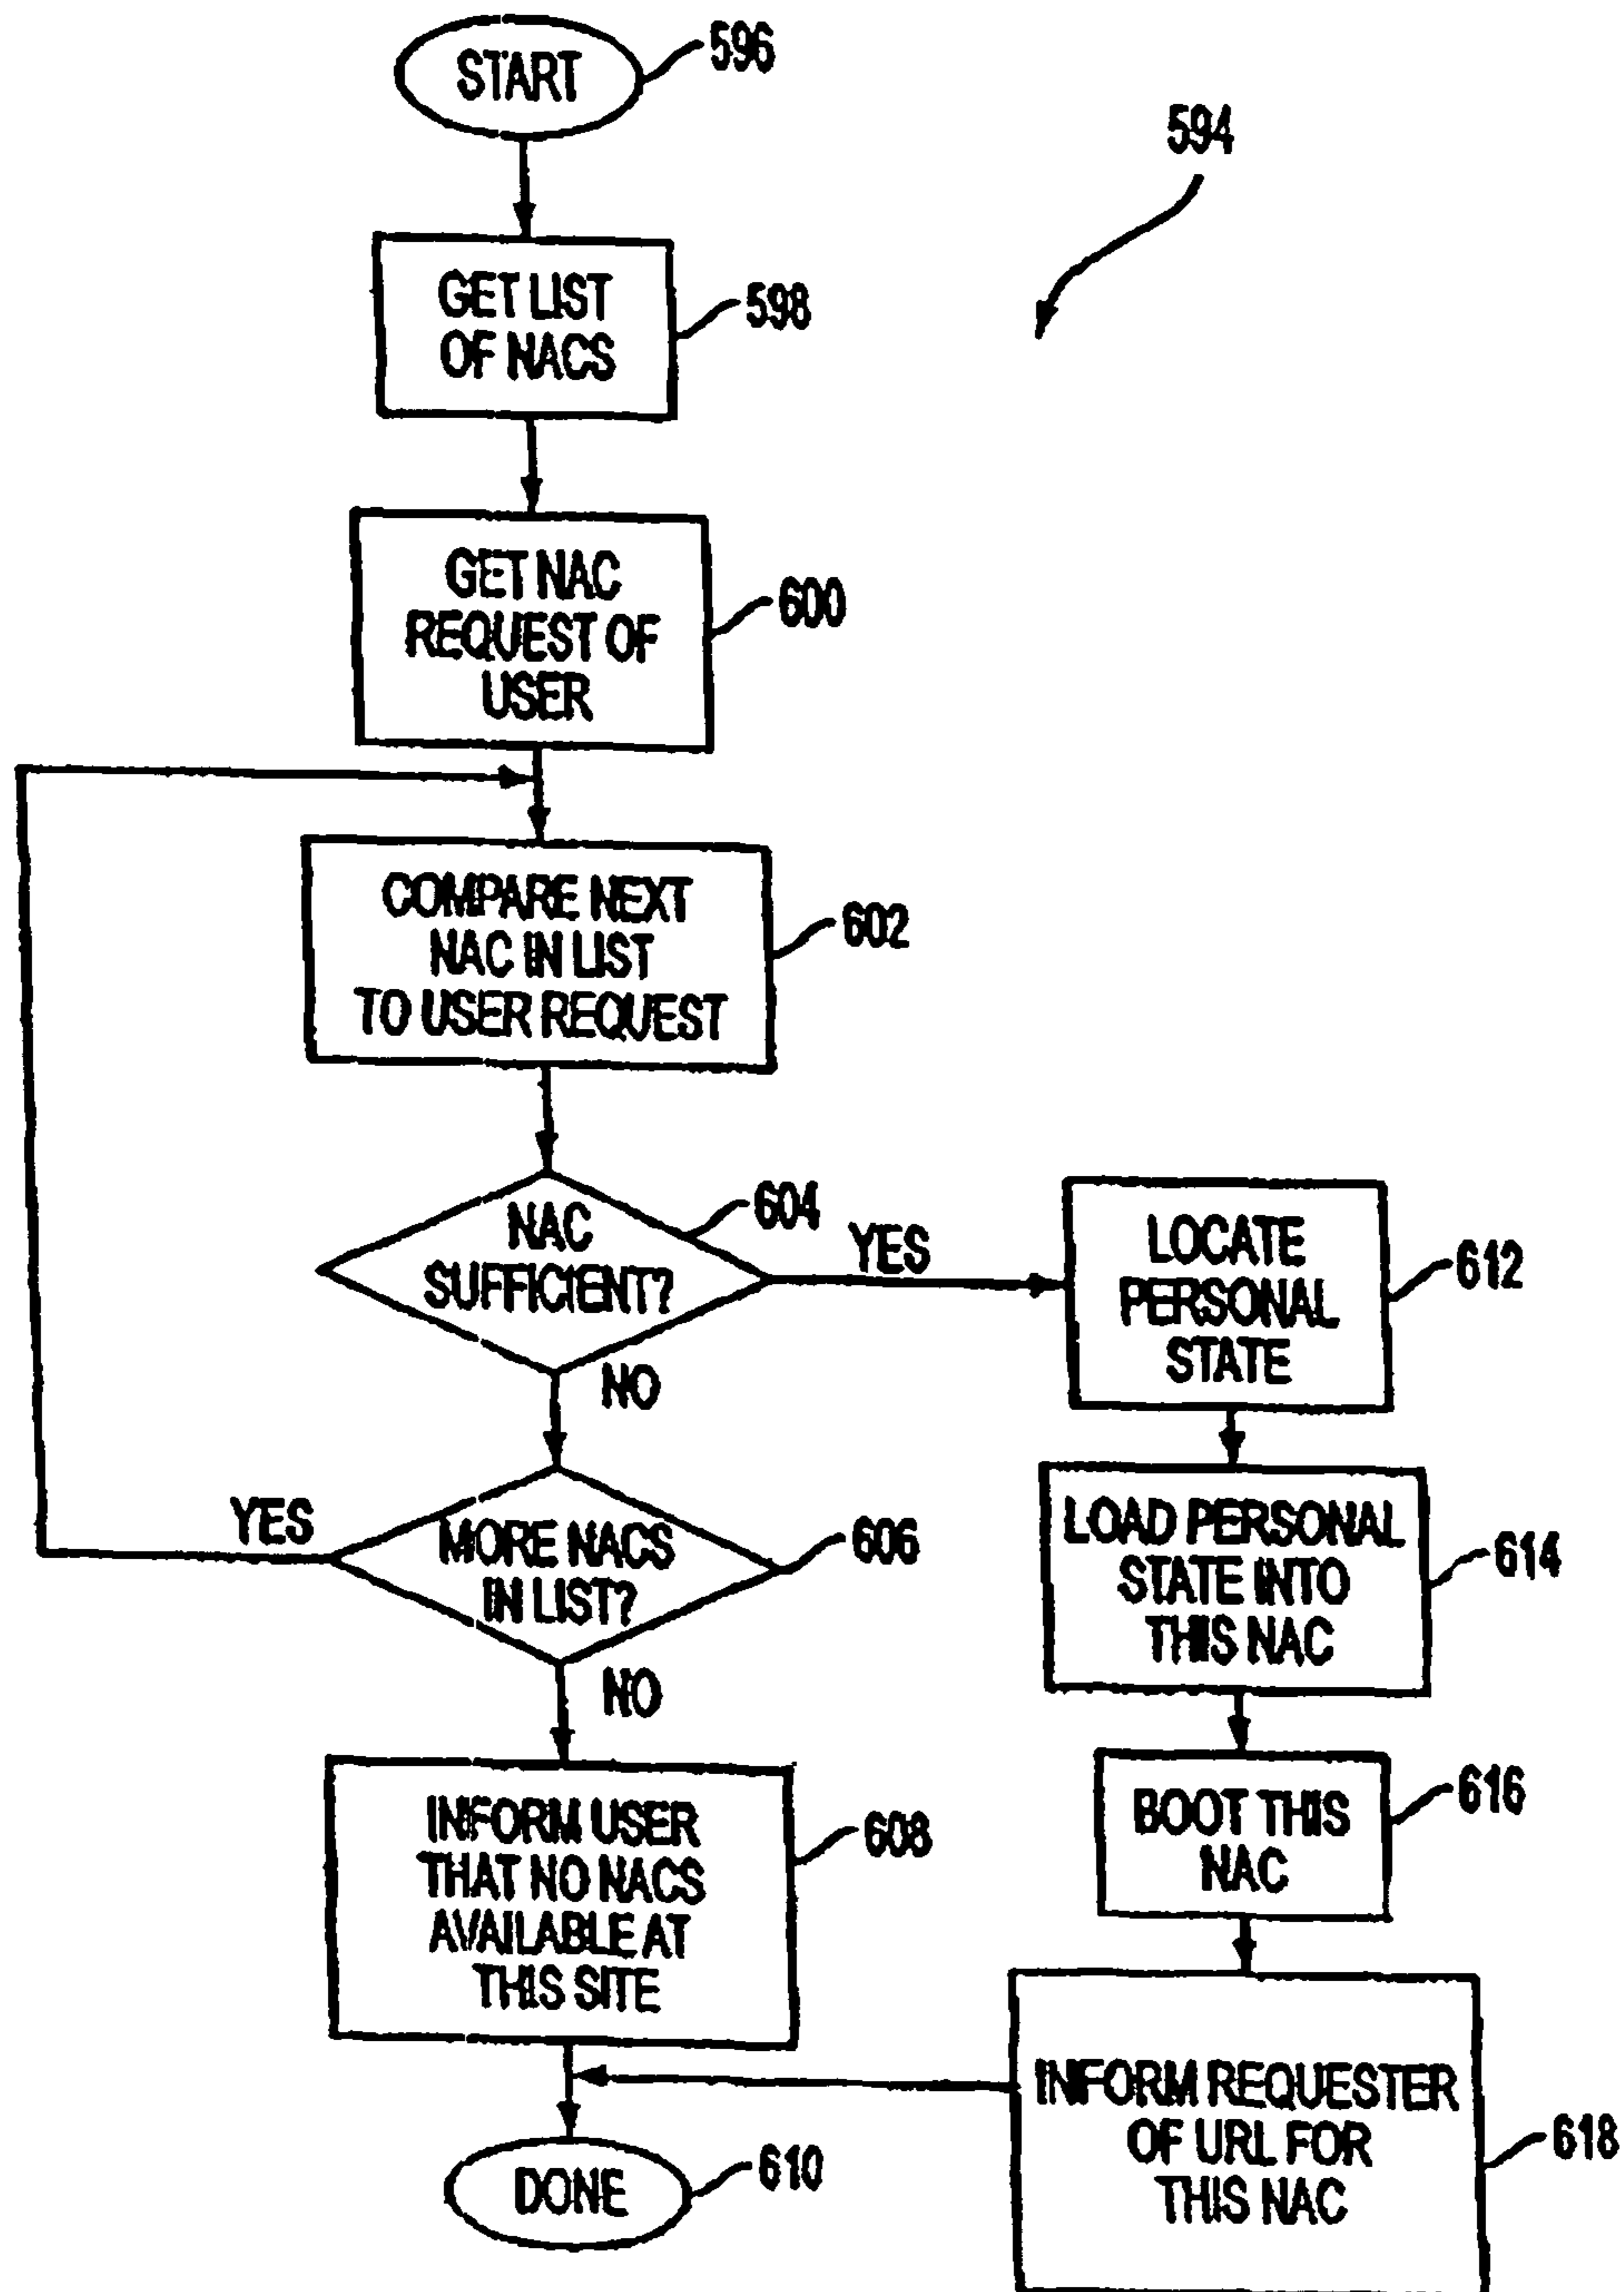 START
596
594
GET LIST
OF NACS
598
GET NAC
REQUEST OF
USER
600
COMPARE NEXT
NAC IN LIST
TO USER REQUEST
602
NAC
SUFFICIENT?
604
YES
NO
LOCATE
PERSONAL
STATE
612
MORE NACS
IN LIST?
606
YES
NO
LOAD PERSONAL
STATE INTO
THIS NAC
614
BOOT THIS
NAC
616
INFORM USER
THAT NO NACS
AVAILABLE AT
THIS SITE
608
INFORM REQUESTER
OF URL FOR
THIS NAC
618
DONE
610